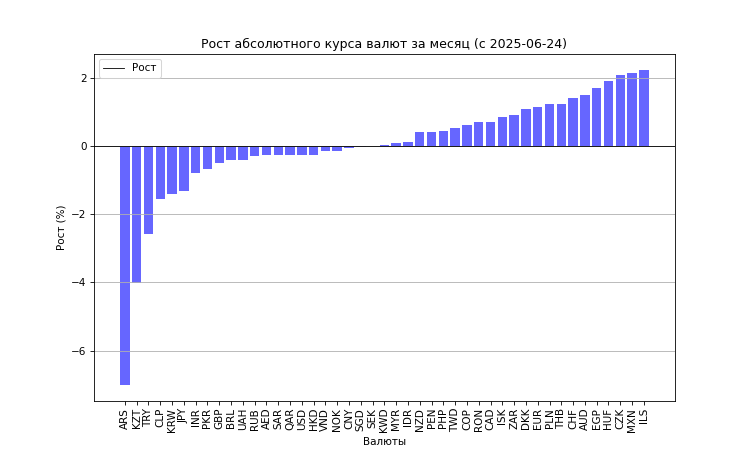 Рост абсолютного курса валют за месяц (с 2025-06-24)
Рост
2
0
−2
−4
−6
Рост (%)
ARS KZT TRY CLP KRW JPY INR PKR GBP BRL UAH RUB AED SAR QAR USD HKD VND NOK CNY SGD SEK KWD MYR IDR NZD PEN PHP TWD COP RON CAD ISK ZAR DKK EUR PLN THB CHF AUD EGP HUF CZK MXN ILS
Валюты